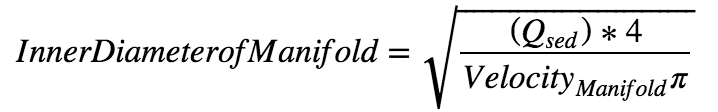 InnerDiameterofManifold = √((Q_sed) * 4 / Velocity_Manifold π)